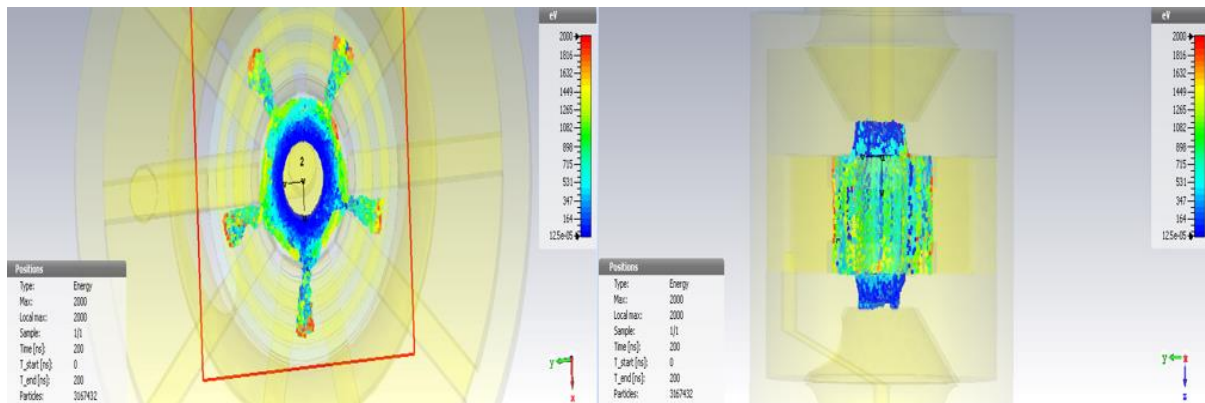 eV
2000
1816
1632
1449
1265
1082
898
715
531
347
164
12.5e-05
2
Positions
Type: Energy
Max: 2000
Local max: 2000
Sample: 1/1
Time [ns]: 200
T_start [ns]: 0
T_end [ns]: 200
Particles: 3167432
y
x
eV
2000
1816
1632
1449
1265
1082
898
715
531
347
164
12.5e-05
Positions
Type: Energy
Max: 2000
Local max: 2000
Sample: 1/1
Time [ns]: 200
T_start [ns]: 0
T_end [ns]: 200
Particles: 3167432
y
x
z